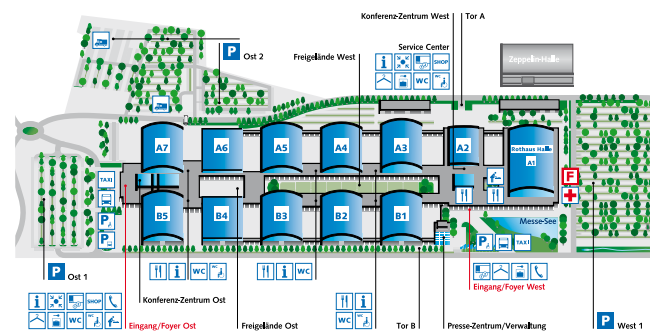 Konferenz-Zentrum West
Tor A
P Ost 2
Freigelände West
Service Center
i SHOP
WC
Zeppelin-Halle
A7
A6
A5
A4
A3
A2
Rothaus Halle
A1
TAXI
P
F
B5
B4
B3
B2
B1
Messe-See
P TAXI
P Ost 1
i WC
i WC
i
WC
Eingang/Foyer West
i SHOP
WC WC
Konferenz-Zentrum Ost
WC
Eingang/Foyer Ost
Freigelände Ost
Tor B
Presse-Zentrum/Verwaltung
P West 1